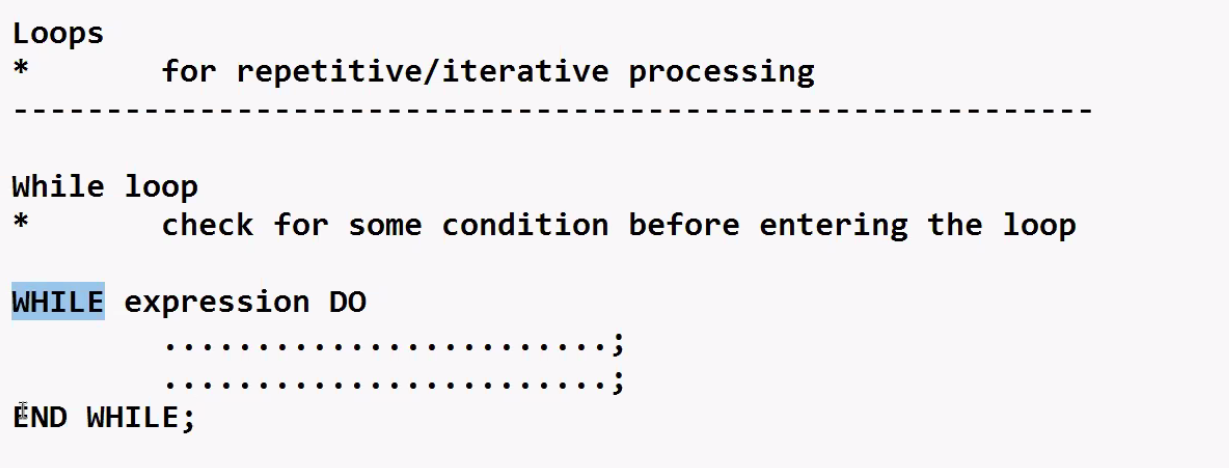 Loops
* for repetitive/iterative processing
----------------------------------------------------------
While loop
* check for some condition before entering the loop
WHILE expression DO
........................;
........................;
END WHILE;